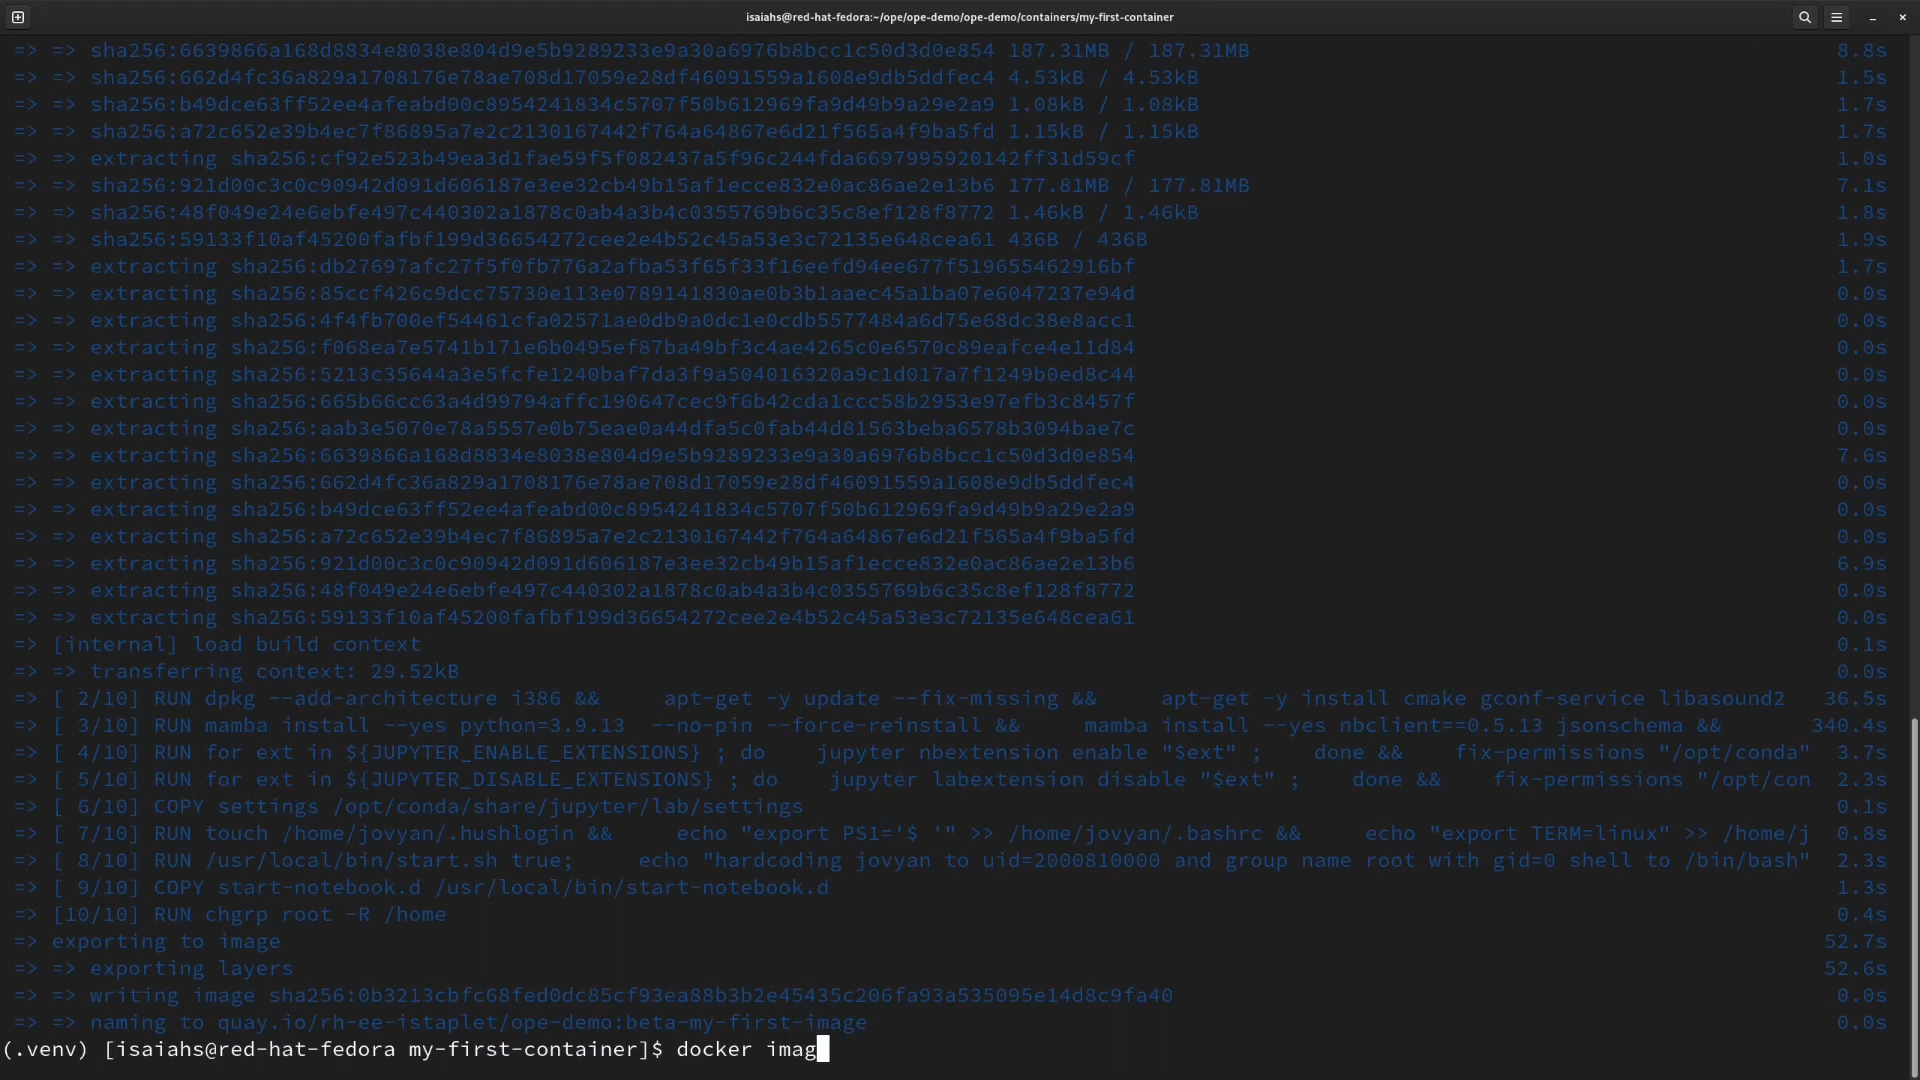 isaiahs@red-hat-fedora:~/ope/ope-demo/ope-demo/containers/my-first-container
=> => sha256:6639866a168d8834e8038e804d9e5b9289233e9a30a6976b8bcc1c50d3d0e854 187.31MB / 187.31MB 8.8s
=> => sha256:662d4fc36a829a1708176e78ae708d17059e28df46091559a1608e9db5ddfec4 4.53kB / 4.53kB 1.5s
=> => sha256:b49dce63ff52ee4afeabd00c8954241834c5707f50b612969fa9d49b9a29e2a9 1.08kB / 1.08kB 1.7s
=> => sha256:a72c652e39b4ec7f86895a7e2c2130167442f764a64867e6d21f565a4f9ba5fd 1.15kB / 1.15kB 1.7s
=> => extracting sha256:cf92e523b49ea3d1fae59f5f082437a5f96c244fda6697995920142ff31d59cf 1.0s
=> => sha256:921d00c3c0c90942d091d606187e3ee32cb49b15af1ecce832e0ac86ae2e13b6 177.81MB / 177.81MB 7.1s
=> => sha256:48f049e24e6ebfe497c440302a1878c0ab4a3b4c0355769b6c35c8ef128f8772 1.46kB / 1.46kB 1.8s
=> => sha256:59133f10af45200fafbf199d36654272cee2e4b52c45a53e3c72135e648cea61 436B / 436B 1.9s
=> => extracting sha256:db27697afc27f5f0fb776a2afba53f65f33f16eefd94ee677f519655462916bf 1.7s
=> => extracting sha256:85ccf426c9dcc75730e113e0789141830ae0b3b1aaec45a1ba07e6047237e94d 0.0s
=> => extracting sha256:4f4fb700ef54461cfa02571ae0db9a0dc1e0cdb5577484a6d75e68dc38e8acc1 0.0s
=> => extracting sha256:f068ea7e5741b171e6b0495ef87ba49bf3c4ae4265c0e6570c89eafce4e11d84 0.0s
=> => extracting sha256:5213c35644a3e5fcfe1240baf7da3f9a504016320a9c1d017a7f1249b0ed8c44 0.0s
=> => extracting sha256:665b66cc63a4d99794affc190647cec9f6b42cda1ccc58b2953e97efb3c8457f 0.0s
=> => extracting sha256:aab3e5070e78a5557e0b75eae0a44dfa5c0fab44d81563beba6578b3094bae7c 0.0s
=> => extracting sha256:6639866a168d8834e8038e804d9e5b9289233e9a30a6976b8bcc1c50d3d0e854 7.6s
=> => extracting sha256:662d4fc36a829a1708176e78ae708d17059e28df46091559a1608e9db5ddfec4 0.0s
=> => extracting sha256:b49dce63ff52ee4afeabd00c8954241834c5707f50b612969fa9d49b9a29e2a9 0.0s
=> => extracting sha256:a72c652e39b4ec7f86895a7e2c2130167442f764a64867e6d21f565a4f9ba5fd 0.0s
=> => extracting sha256:921d00c3c0c90942d091d606187e3ee32cb49b15af1ecce832e0ac86ae2e13b6 6.9s
=> => extracting sha256:48f049e24e6ebfe497c440302a1878c0ab4a3b4c0355769b6c35c8ef128f8772 0.0s
=> => extracting sha256:59133f10af45200fafbf199d36654272cee2e4b52c45a53e3c72135e648cea61 0.0s
=> [internal] load build context 0.1s
=> => transferring context: 29.52kB 0.0s
=> [ 2/10] RUN dpkg --add-architecture i386 &&     apt-get -y update --fix-missing &&     apt-get -y install cmake gconf-service libasound2 36.5s
=> [ 3/10] RUN mamba install --yes python=3.9.13  --no-pin --force-reinstall &&     mamba install --yes nbclient==0.5.13 jsonschema && 340.4s
=> [ 4/10] RUN for ext in ${JUPYTER_ENABLE_EXTENSIONS} ; do    jupyter nbextension enable "$ext" ;    done &&    fix-permissions "/opt/conda" 3.7s
=> [ 5/10] RUN for ext in ${JUPYTER_DISABLE_EXTENSIONS} ; do    jupyter labextension disable "$ext" ;    done &&    fix-permissions "/opt/con 2.3s
=> [ 6/10] COPY settings /opt/conda/share/jupyter/lab/settings 0.1s
=> [ 7/10] RUN touch /home/jovyan/.hushlogin &&     echo "export PS1='$ '" >> /home/jovyan/.bashrc &&     echo "export TERM=linux" >> /home/j 0.8s
=> [ 8/10] RUN /usr/local/bin/start.sh true;     echo "hardcoding jovyan to uid=2000810000 and group name root with gid=0 shell to /bin/bash" 2.3s
=> [ 9/10] COPY start-notebook.d /usr/local/bin/start-notebook.d 1.3s
=> [10/10] RUN chgrp root -R /home 0.4s
=> exporting to image 52.7s
=> => exporting layers 52.6s
=> => writing image sha256:0b3213cbfc68fed0dc85cf93ea88b3b2e45435c206fa93a535095e14d8c9fa40 0.0s
=> => naming to quay.io/rh-ee-istaplet/ope-demo:beta-my-first-image 0.0s
(.venv) [isaiahs@red-hat-fedora my-first-container]$ docker imag